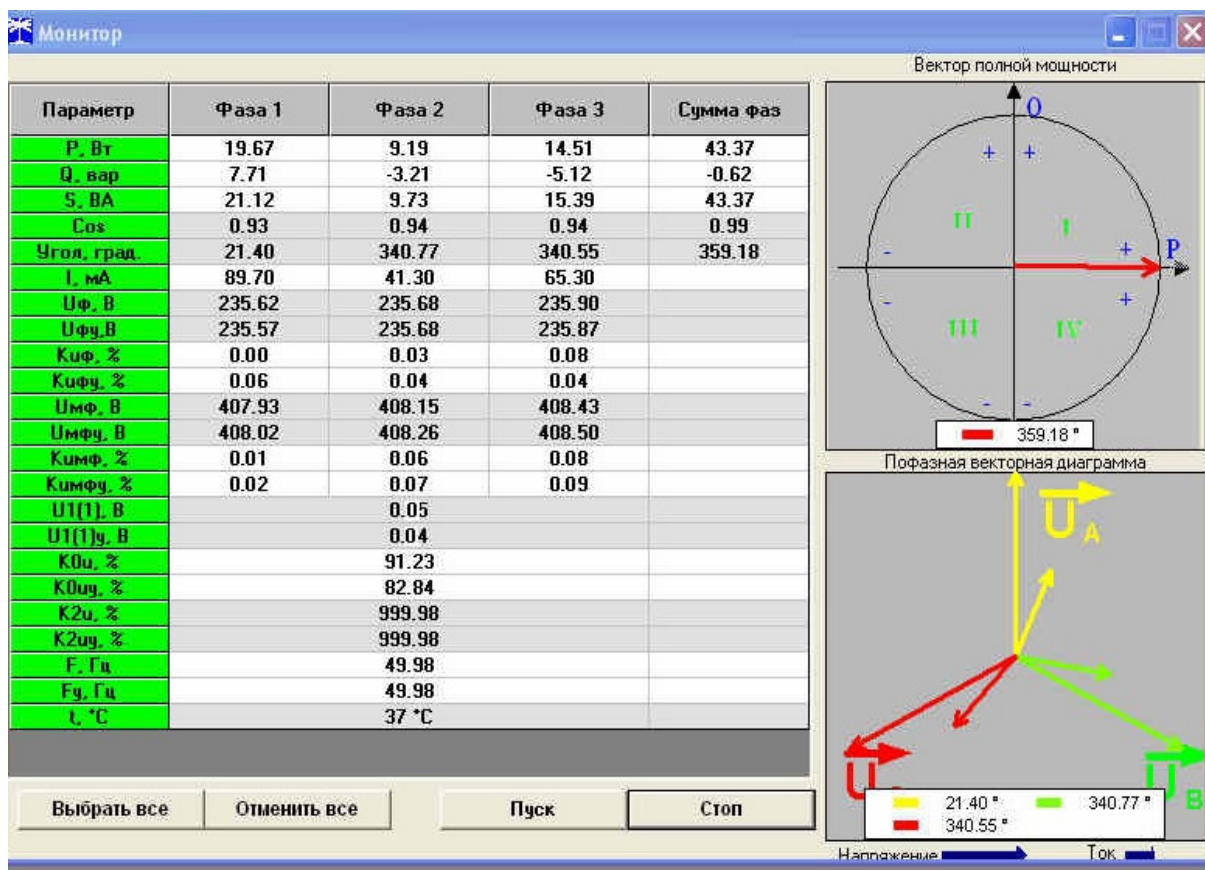 Монитор
Параметр Фаза 1 Фаза 2 Фаза 3 Сумма фаз
P, Вт 19.67 9.19 14.51 43.37
Q, вар 7.71 -3.21 -5.12 -0.62
S, ВА 21.12 9.73 15.39 43.37
Cos 0.93 0.94 0.94 0.99
Угол, град. 21.40 340.77 340.55 359.18
I, мА 89.70 41.30 65.30
Uф, В 235.62 235.68 235.90
Uфу,В 235.57 235.68 235.87
Kuф, % 0.00 0.03 0.08
Kuфу, % 0.06 0.04 0.04
Uмф, В 407.93 408.15 408.43
Uмфу, В 408.02 408.26 408.50
Kuмф, % 0.01 0.06 0.08
Kuмфу, % 0.02 0.07 0.09
U1(1), В 0.05
U1(1)у, В 0.04
K0u, % 91.23
K0uу, % 82.84
K2u, % 999.98
K2uу, % 999.98
F, Гц 49.98
Fу, Гц 49.98
t, °C 37 °C
Выбрать все Отменить все Пуск Стоп
Вектор полной мощности
Q
+ +
II I
- + P
- +
III IV
- -
359.18 °
Пофазная векторная диаграмма
U A
U U B
21.40 ° 340.77 °
340.55 °
Напряжение Ток